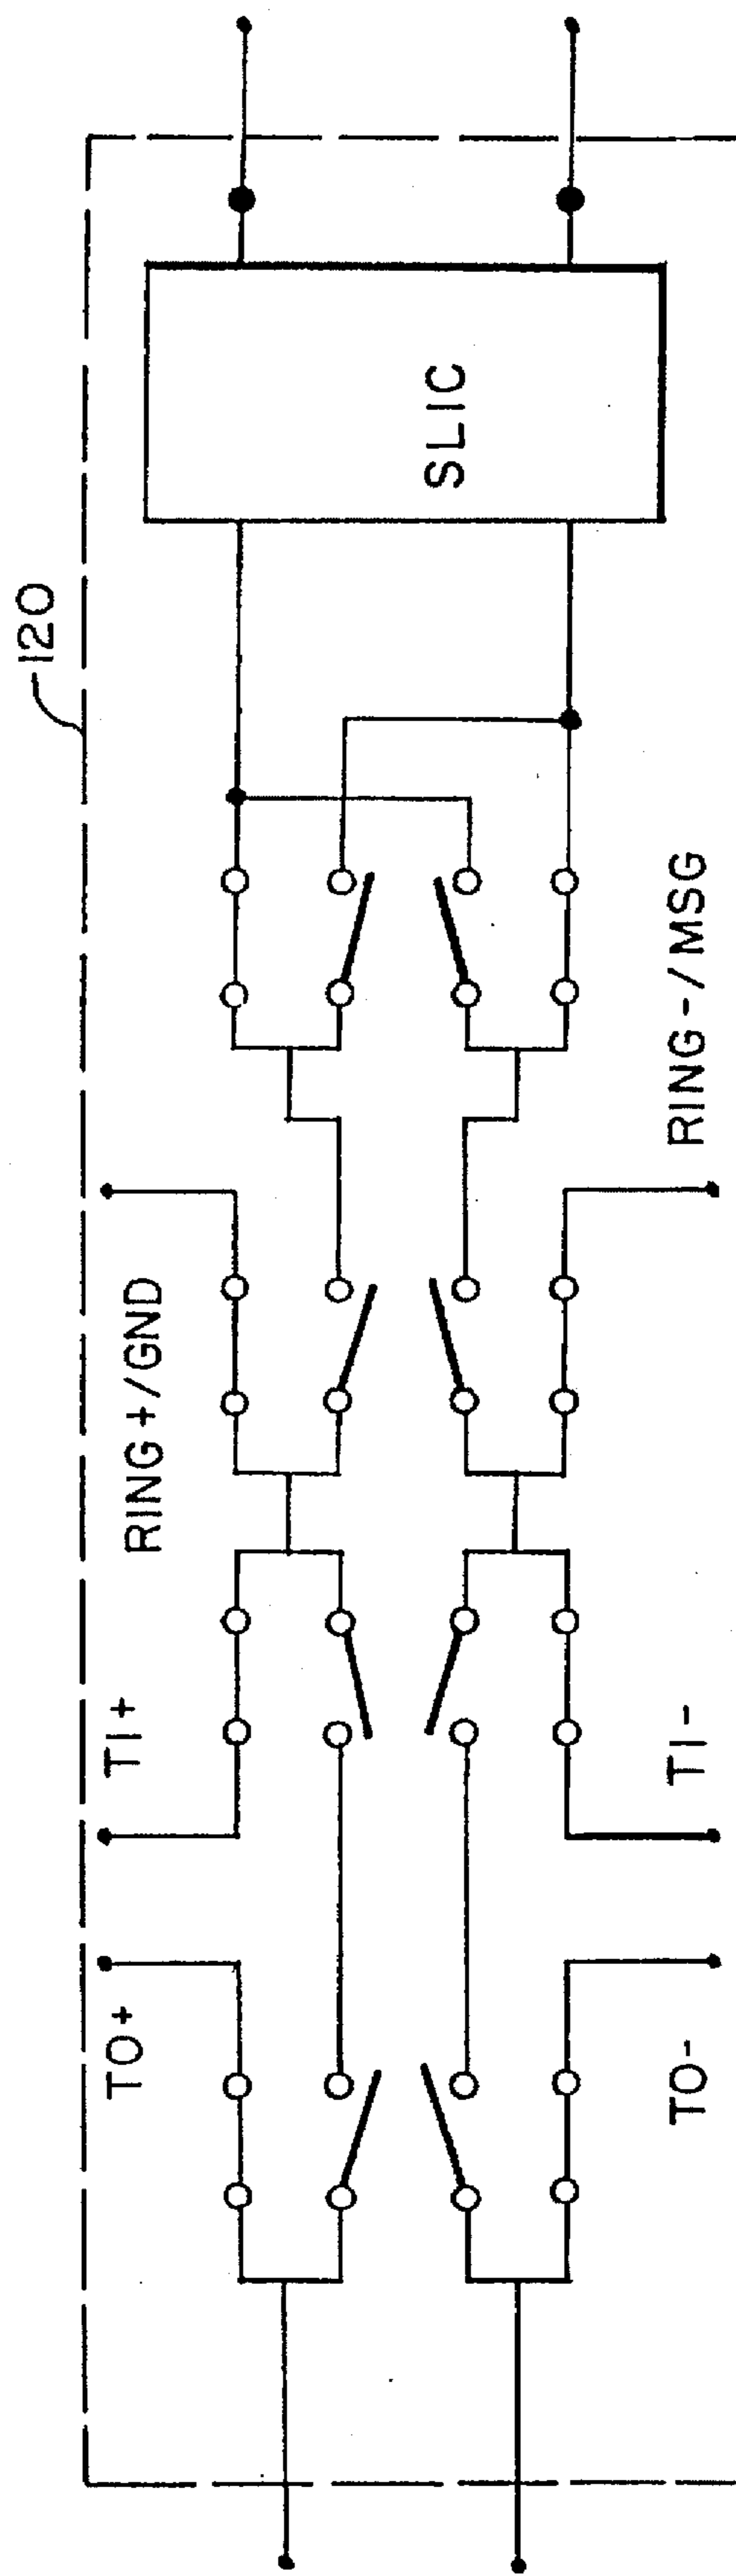 120
TO+
TI+
RING+/GND
SLIC
TO-
TI-
RING-/MSG